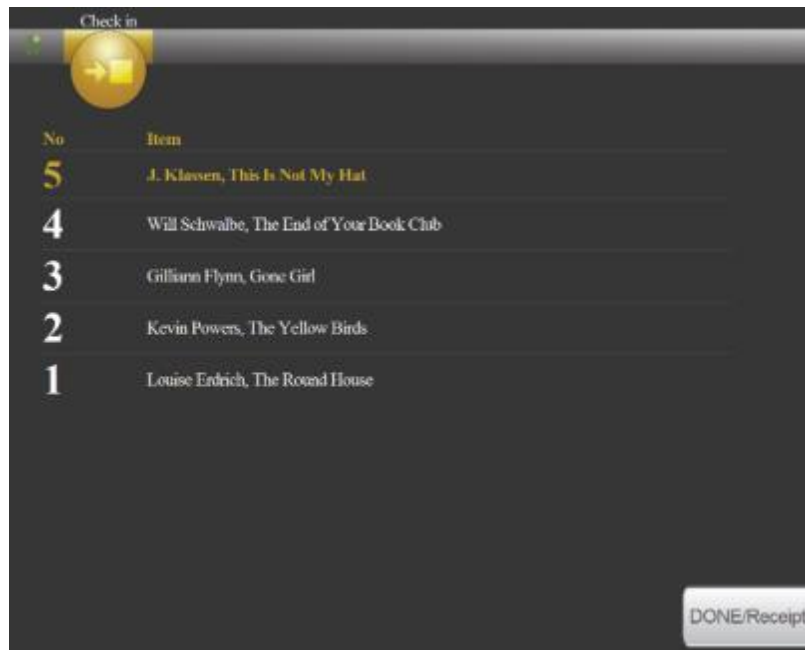 Check in
No Item
5 J. Klassen, This Is Not My Hat
4 Will Schwalbe, The End of Your Book Club
3 Gilliann Flynn, Gone Girl
2 Kevin Powers, The Yellow Birds
1 Louise Erdrich, The Round House
DONE/Receipt